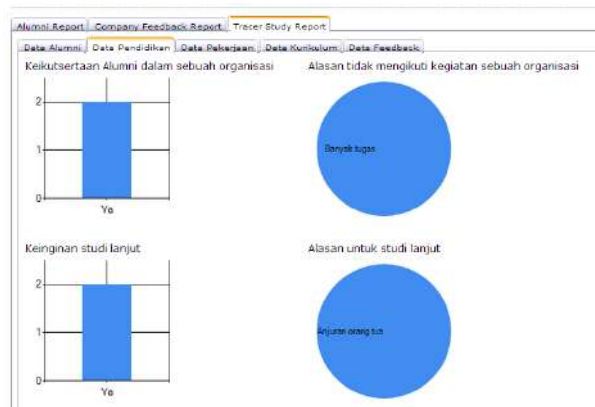 Alumni Report Company Feedback Report Tracer Study Report
Data Alumni Data Pendidikan Data Pekerjaan Data Kurikulum Data Feedback
Keikutsertaan Alumni dalam sebuah organisasi
2
1
0
Ya
Alasan tidak mengikuti kegiatan sebuah organisasi
Banyak tugas
Keinginan studi lanjut
2
1
0
Ya
Alasan untuk studi lanjut
Anjuran orang tua